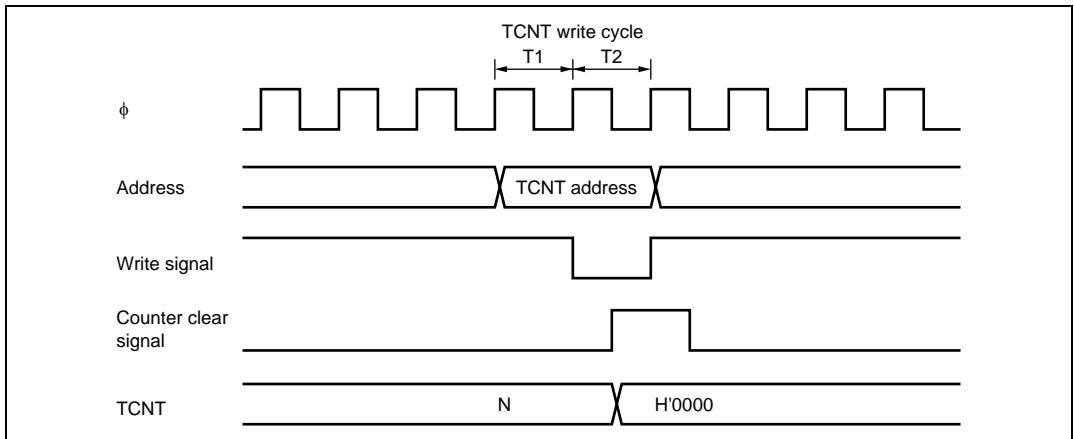 TCNT write cycle
T1 T2
ϕ
Address
TCNT address
Write signal
Counter clear
signal
TCNT
N
H'0000